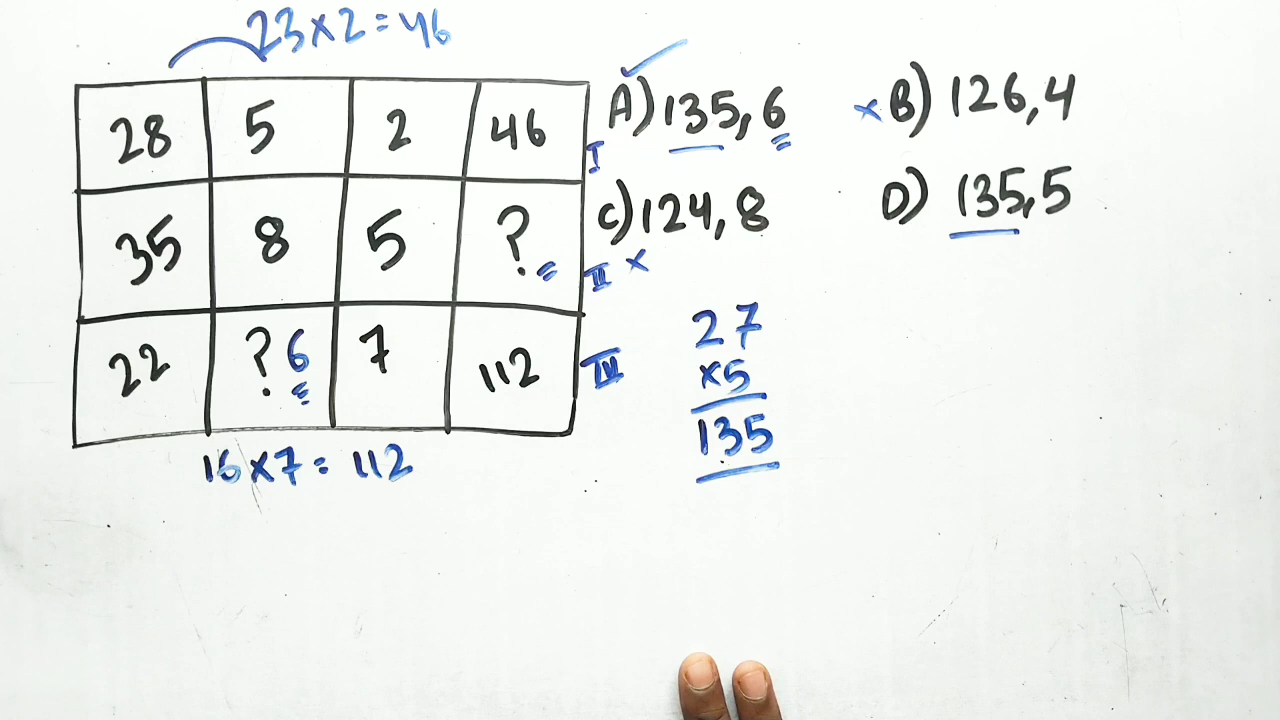 23×2=46
28 5 2 46
I
35 8 5 ?
II
22 ? 6 7 112
III
16×7=112
A) 135, 6
B) 126, 4
C) 124, 8
D) 135, 5
27
×5
135